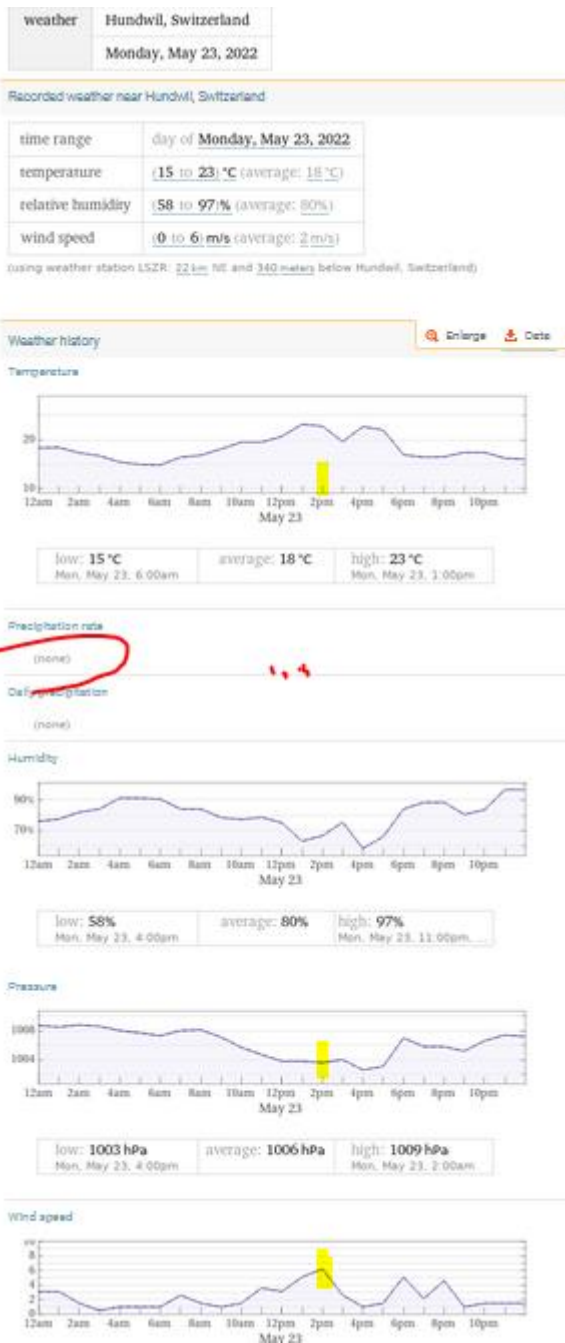 weather Hundwil, Switzerland
Monday, May 23, 2022
Recorded weather near Hundwil, Switzerland
time range day of Monday, May 23, 2022
temperature (15 to 23) °C (average: 18 °C)
relative humidity (58 to 97)% (average: 80%)
wind speed (0 to 6) m/s (average: 2 m/s)
(using weather station LSZR: 22 km NE and 340 meters below Hundwil, Switzerland)
Weather history Enlarge Data
Temperature
20
10
12am 2am 4am 6am 8am 10am 12pm 2pm 4pm 6pm 8pm 10pm
May 23
low: 15 °C average: 18 °C high: 23 °C
Mon, May 23, 6:00am Mon, May 23, 1:00pm
Precipitation rate
(none)
Daily precipitation
(none)
Humidity
90%
70%
12am 2am 4am 6am 8am 10am 12pm 2pm 4pm 6pm 8pm 10pm
May 23
low: 58% average: 80% high: 97%
Mon, May 23, 4:00pm Mon, May 23, 11:00pm, ...
Pressure
1008
1004
12am 2am 4am 6am 8am 10am 12pm 2pm 4pm 6pm 8pm 10pm
May 23
low: 1003 hPa average: 1006 hPa high: 1009 hPa
Mon, May 23, 4:00pm Mon, May 23, 2:00am
Wind speed
10
8
6
4
2
0
12am 2am 4am 6am 8am 10am 12pm 2pm 4pm 6pm 8pm 10pm
May 23